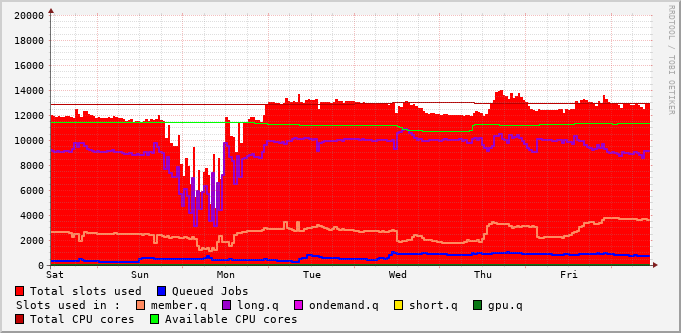 20000
18000
16000
14000
12000
10000
8000
6000
4000
2000
0
Sat Sun Mon Tue Wed Thu Fri
RRDTOOL / TOBI OETIKER
Total slots used Queued Jobs
Slots used in : member.q long.q ondemand.q short.q gpu.q
Total CPU cores Available CPU cores